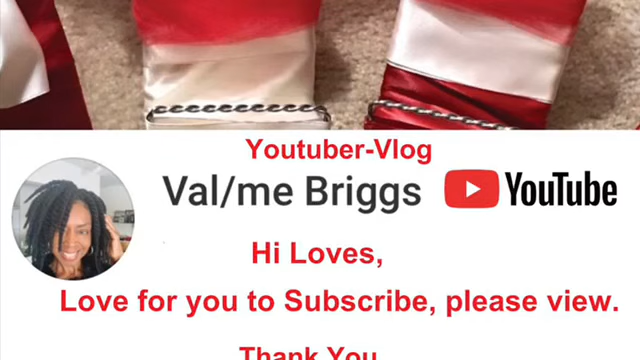 Youtuber-Vlog
Val/me Briggs YouTube
Hi Loves,
Love for you to Subscribe, please view.
Thank You